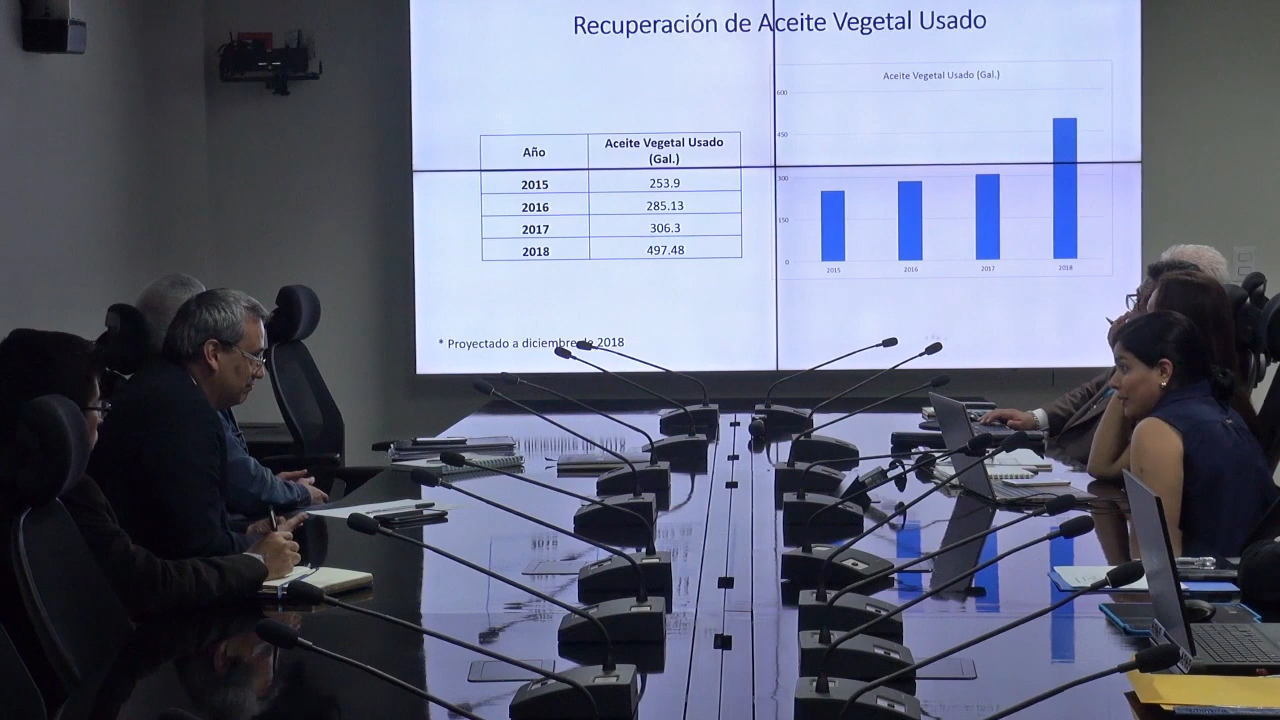 Recuperación de Aceite Vegetal Usado
Año
Aceite Vegetal Usado
(Gal.)
2015
253.9
2016
285.13
2017
306.3
2018
497.48
* Proyectado a diciembre de 2018
Aceite Vegetal Usado (Gal.)
600
450
300
150
0
2015
2016
2017
2018